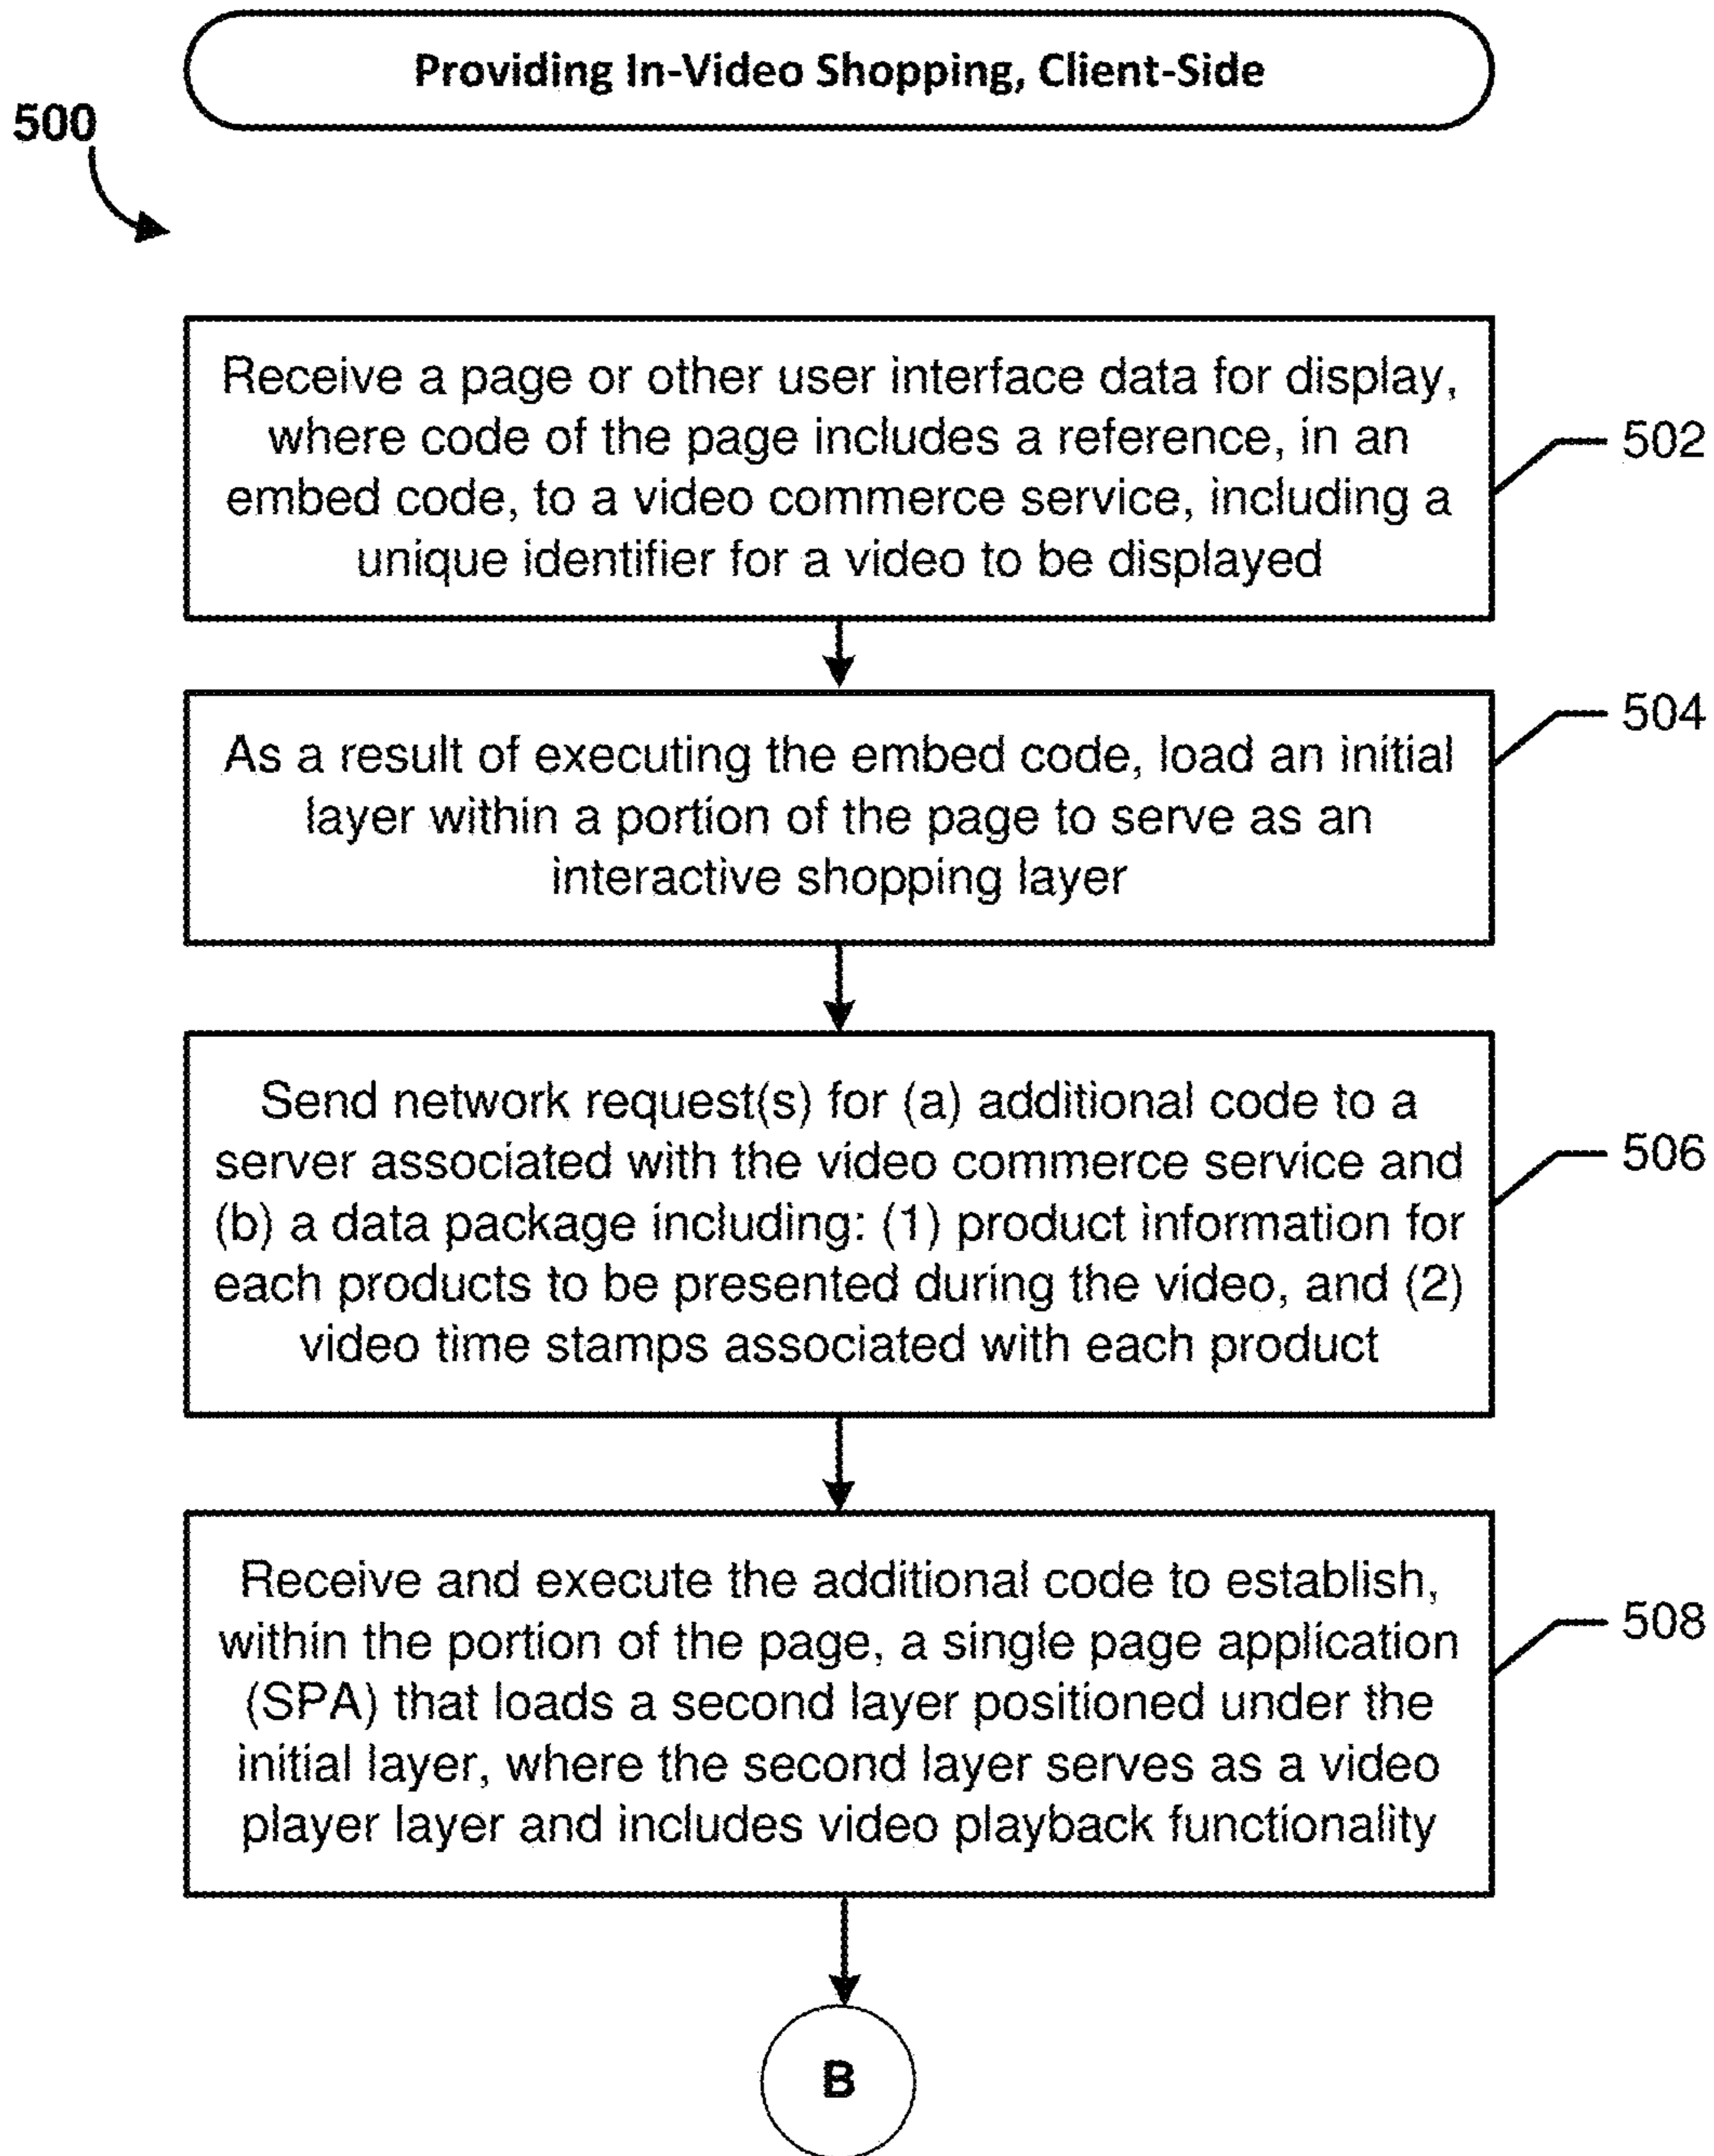 Providing In-Video Shopping, Client-Side
500
Receive a page or other user interface data for display,
where code of the page includes a reference, in an
embed code, to a video commerce service, including a
unique identifier for a video to be displayed
502
As a result of executing the embed code, load an initial
layer within a portion of the page to serve as an
interactive shopping layer
504
Send network request(s) for (a) additional code to a
server associated with the video commerce service and
(b) a data package including: (1) product information for
each products to be presented during the video, and (2)
video time stamps associated with each product
506
Receive and execute the additional code to establish,
within the portion of the page, a single page application
(SPA) that loads a second layer positioned under the
initial layer, where the second layer serves as a video
player layer and includes video playback functionality
508
B